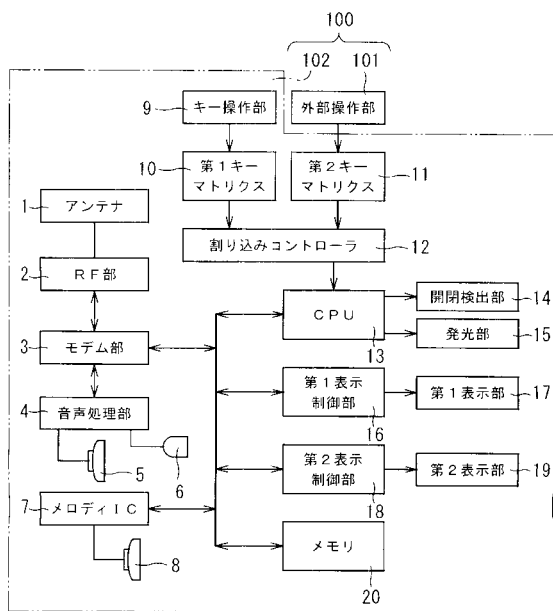 100
102
101
9
キー操作部
外部操作部
10
第1キー
マトリクス
第2キー
マトリクス
11
1
アンテナ
割り込みコントローラ
12
2
RF部
CPU
13
開閉検出部
14
発光部
15
3
モデム部
4
音声処理部
第1表示
制御部
16
第1表示部
17
5
6
第2表示
制御部
18
第2表示部
19
7
メロディIC
8
メモリ
20